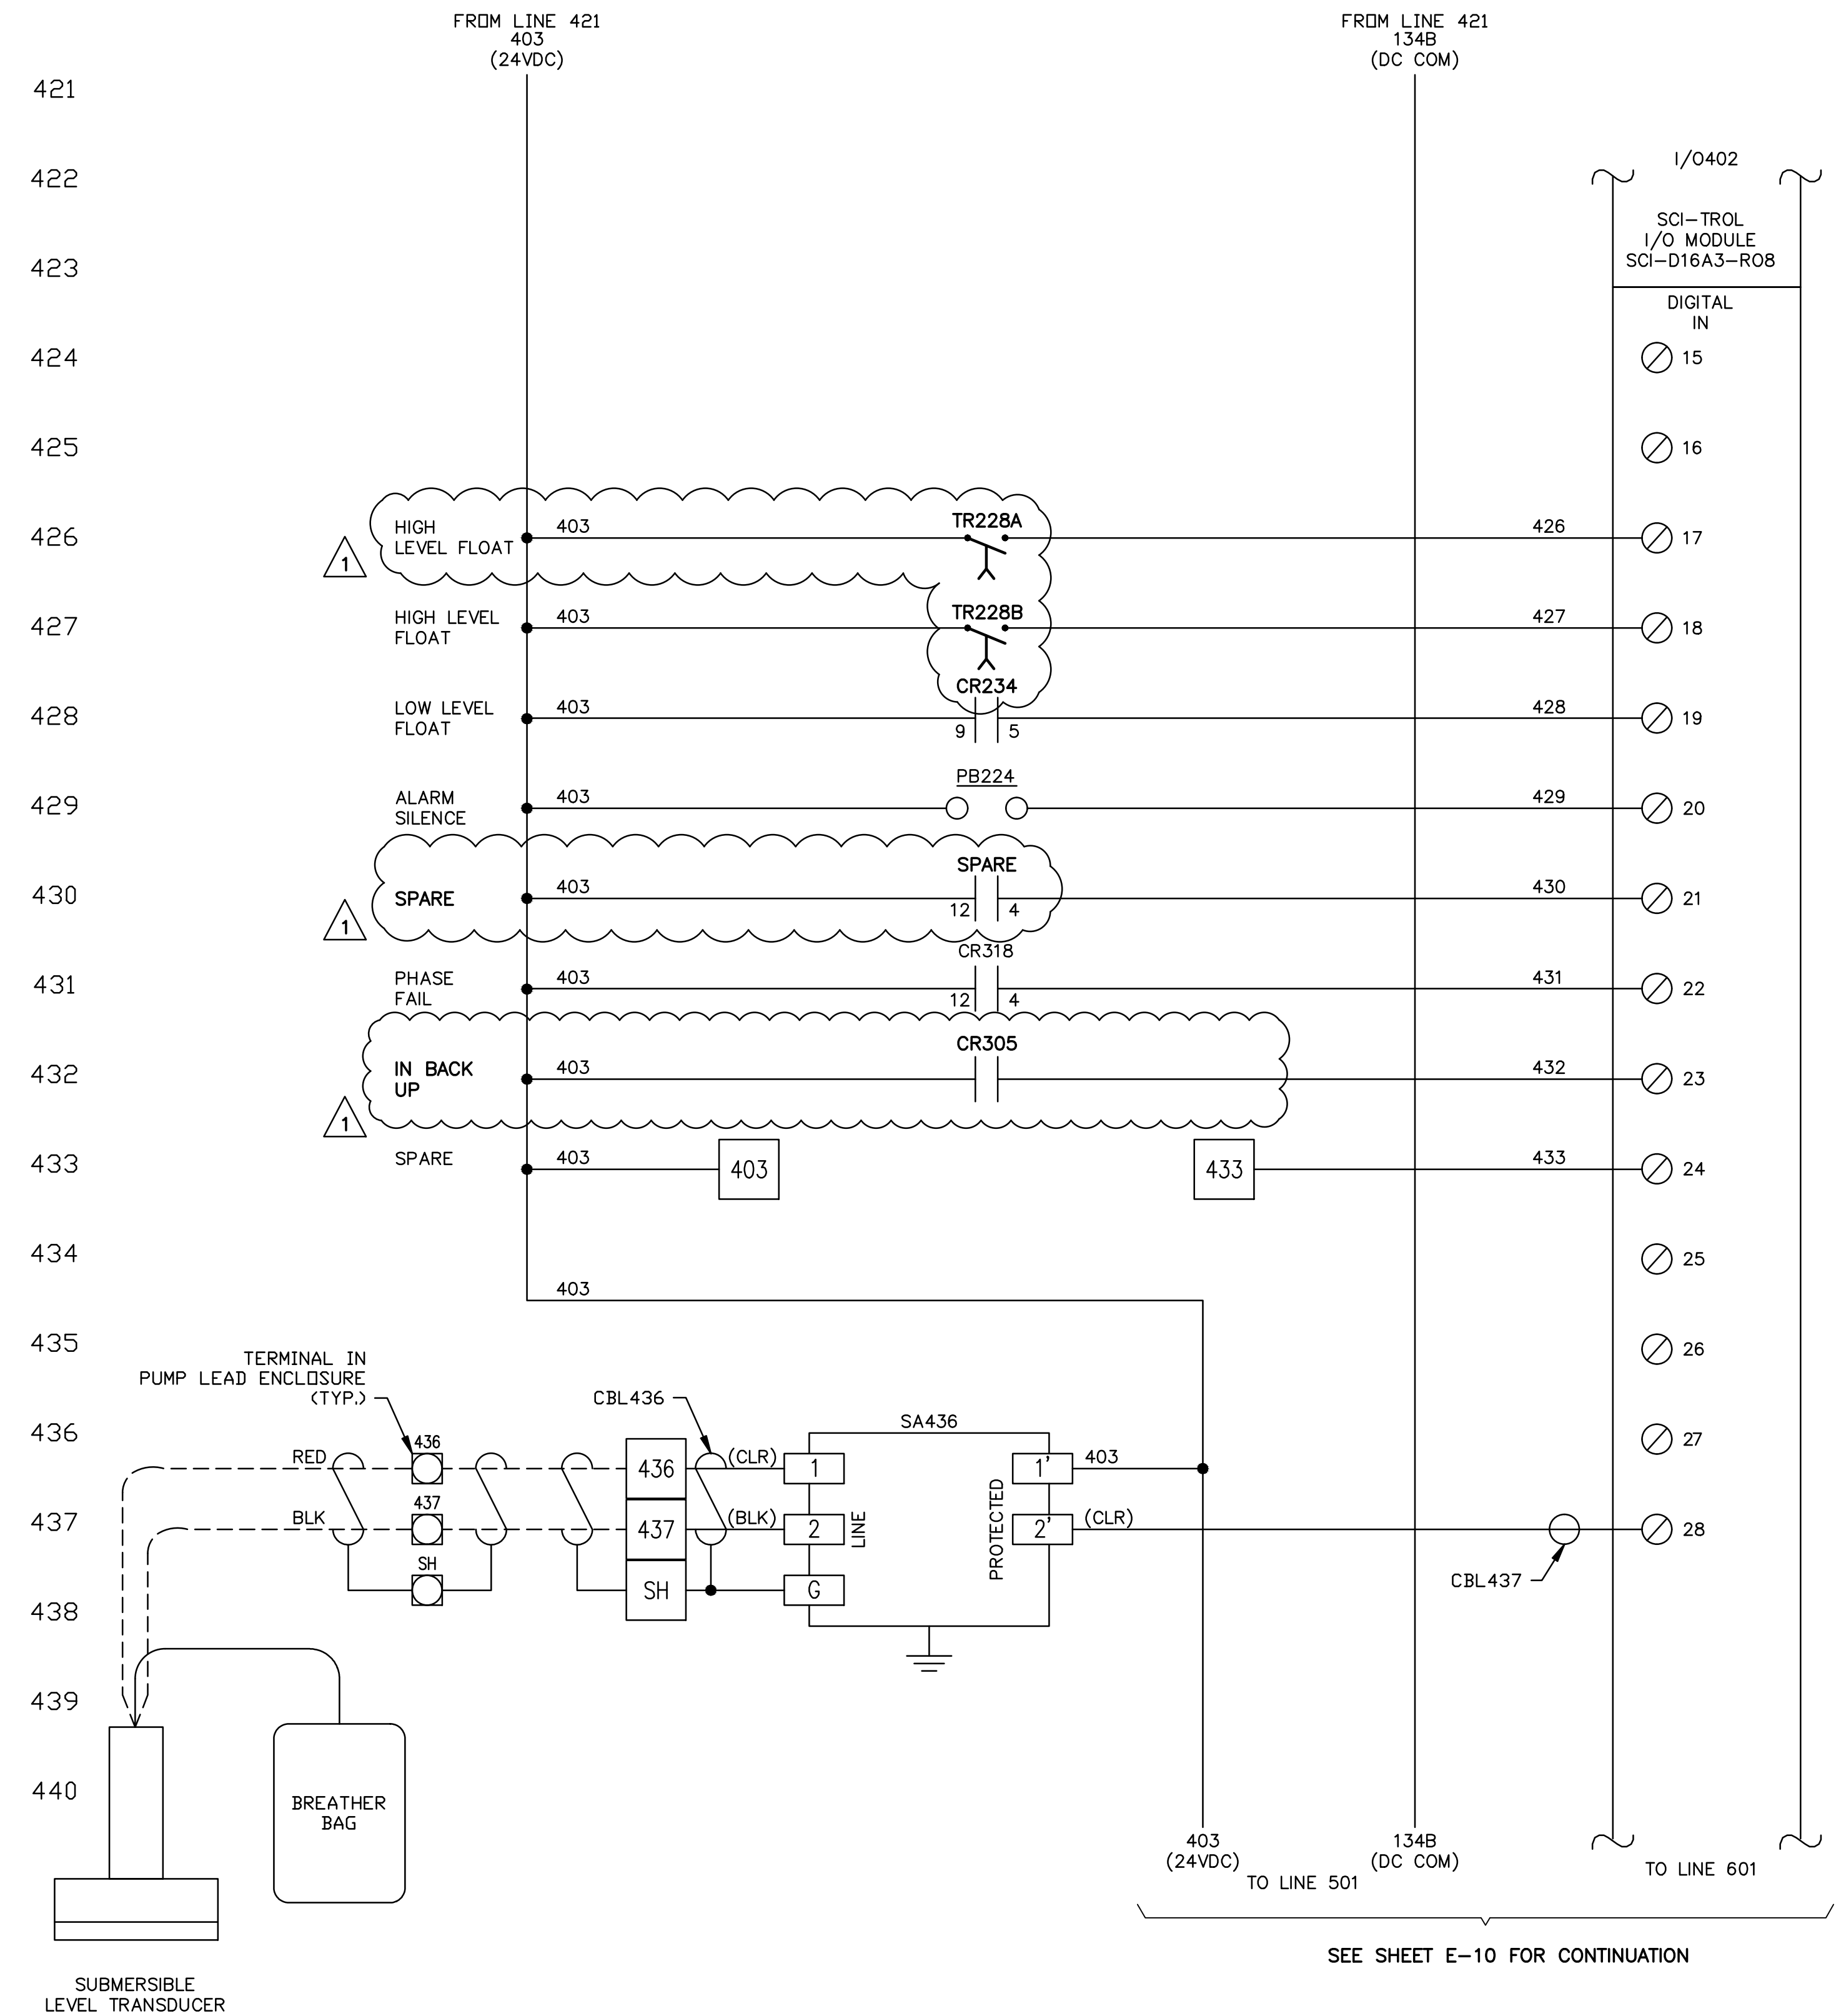 FROM LINE 421
403
(24VDC)
FROM LINE 421
134B
(DC COM)
421
422
I/O402
SCI-TROL
I/O MODULE
SCI-D16A3-RO8
423
DIGITAL
IN
424
15
425
16
426
1
HIGH
LEVEL FLOAT
403
TR228A
426
17
427
HIGH LEVEL
FLOAT
403
TR228B
427
18
428
LOW LEVEL
FLOAT
403
CR234
9
5
428
19
429
ALARM
SILENCE
403
PB224
429
20
430
1
SPARE
403
SPARE
12
4
430
21
431
PHASE
FAIL
403
CR318
12
4
431
22
432
1
IN BACK
UP
403
CR305
432
23
433
SPARE
403
403
433
433
24
434
25
403
435
26
TERMINAL IN
PUMP LEAD ENCLOSURE
(TYP.)
CBL436
436
SA436
27
RED
436
436
(CLR)
1
1'
403
437
BLK
437
437
(BLK)
2
LINE
PROTECTED
2'
(CLR)
28
CBL437
438
SH
SH
G
439
440
BREATHER
BAG
403
(24VDC)
134B
(DC COM)
TO LINE 501
TO LINE 601
SEE SHEET E-10 FOR CONTINUATION
SUBMERSIBLE
LEVEL TRANSDUCER